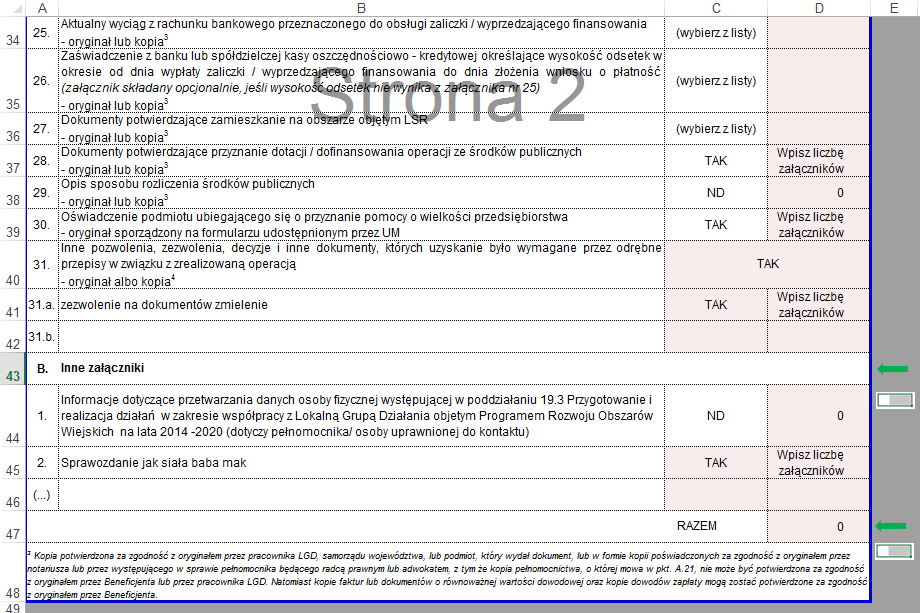 A B C D E
34 25. Aktualny wyciąg z rachunku bankowego przeznaczonego do obsługi zaliczki / wyprzedzającego finansowania
- oryginał lub kopia³ (wybierz z listy)
35 26. Zaświadczenie z banku lub spółdzielczej kasy oszczędnościowo - kredytowej określające wysokość odsetek w
okresie od dnia wypłaty zaliczki / wyprzedzającego finansowania do dnia złożenia wniosku o płatność (wybierz z listy)
(załącznik składany opcjonalnie, jeśli wysokość odsetek nie wynika z załącznika nr 25)
- oryginał lub kopia³
Strona 2
36 27. Dokumenty potwierdzające zamieszkanie na obszarze objętym LSR
- oryginał lub kopia³ (wybierz z listy)
37 28. Dokumenty potwierdzające przyznanie dotacji / dofinansowania operacji ze środków publicznych
- oryginał lub kopia³ TAK Wpisz liczbę
załączników
38 29. Opis sposobu rozliczenia środków publicznych
- oryginał lub kopia³ ND 0
39 30. Oświadczenie podmiotu ubiegającego się o przyznanie pomocy o wielkości przedsiębiorstwa
- oryginał sporządzony na formularzu udostępnionym przez UM TAK Wpisz liczbę
załączników
40 31. Inne pozwolenia, zezwolenia, decyzje i inne dokumenty, których uzyskanie było wymagane przez odrębne
przepisy w związku z zrealizowaną operacją TAK
- oryginał albo kopia⁴
41 31.a. zezwolenie na dokumentów zmielenie TAK Wpisz liczbę
załączników
42 31.b.
43 B. Inne załączniki
44 1. Informacje dotyczące przetwarzania danych osoby fizycznej występującej w poddziałaniu 19.3 Przygotowanie i
realizacja działań w zakresie współpracy z Lokalną Grupą Działania objetym Programem Rozwoju Obszarów ND 0
Wiejskich na lata 2014 -2020 (dotyczy pełnomocnika/ osoby uprawnionej do kontaktu)
45 2. Sprawozdanie jak siała baba mak TAK Wpisz liczbę
załączników
46 (...)
47 RAZEM 0
48 ³ Kopia potwierdzona za zgodność z oryginałem przez pracownika LGD, samorządu województwa, lub podmiot, który wydał dokument, lub w fomie kopii poświadczonych za zgodność z oryginałem przez
notariusza lub przez występującego w sprawie pełnomocnika będącego radcą prawnym lub adwokatem, z tym że kopia pełnomocnictwa, o której mowa w pkt. A.21, nie może być potwierdzona za zgodność
z oryginałem przez Beneficjenta lub przez pracownika LGD. Natomiast kopie faktur lub dokumentów o równoważnej wartości dowodowej oraz kopie dowodów zapłaty mogą zostać potwierdzone za zgodność
z oryginałem przez Beneficjenta.
49